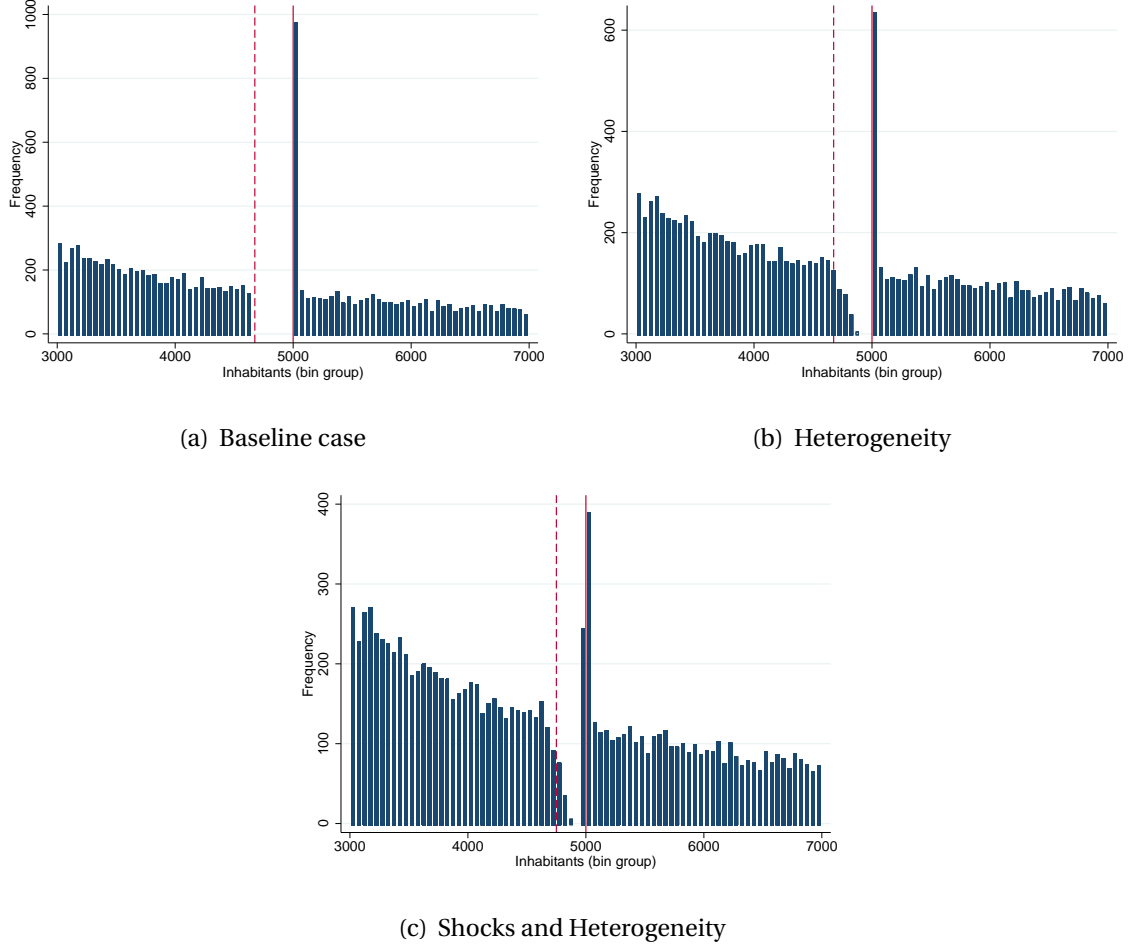 1000
800
600
400
200
0
Frequency
3000 4000 5000 6000 7000
Inhabitants (bin group)
(a) Baseline case
600
400
200
0
Frequency
3000 4000 5000 6000 7000
Inhabitants (bin group)
(b) Heterogeneity
400
300
200
100
0
Frequency
3000 4000 5000 6000 7000
Inhabitants (bin group)
(c) Shocks and Heterogeneity